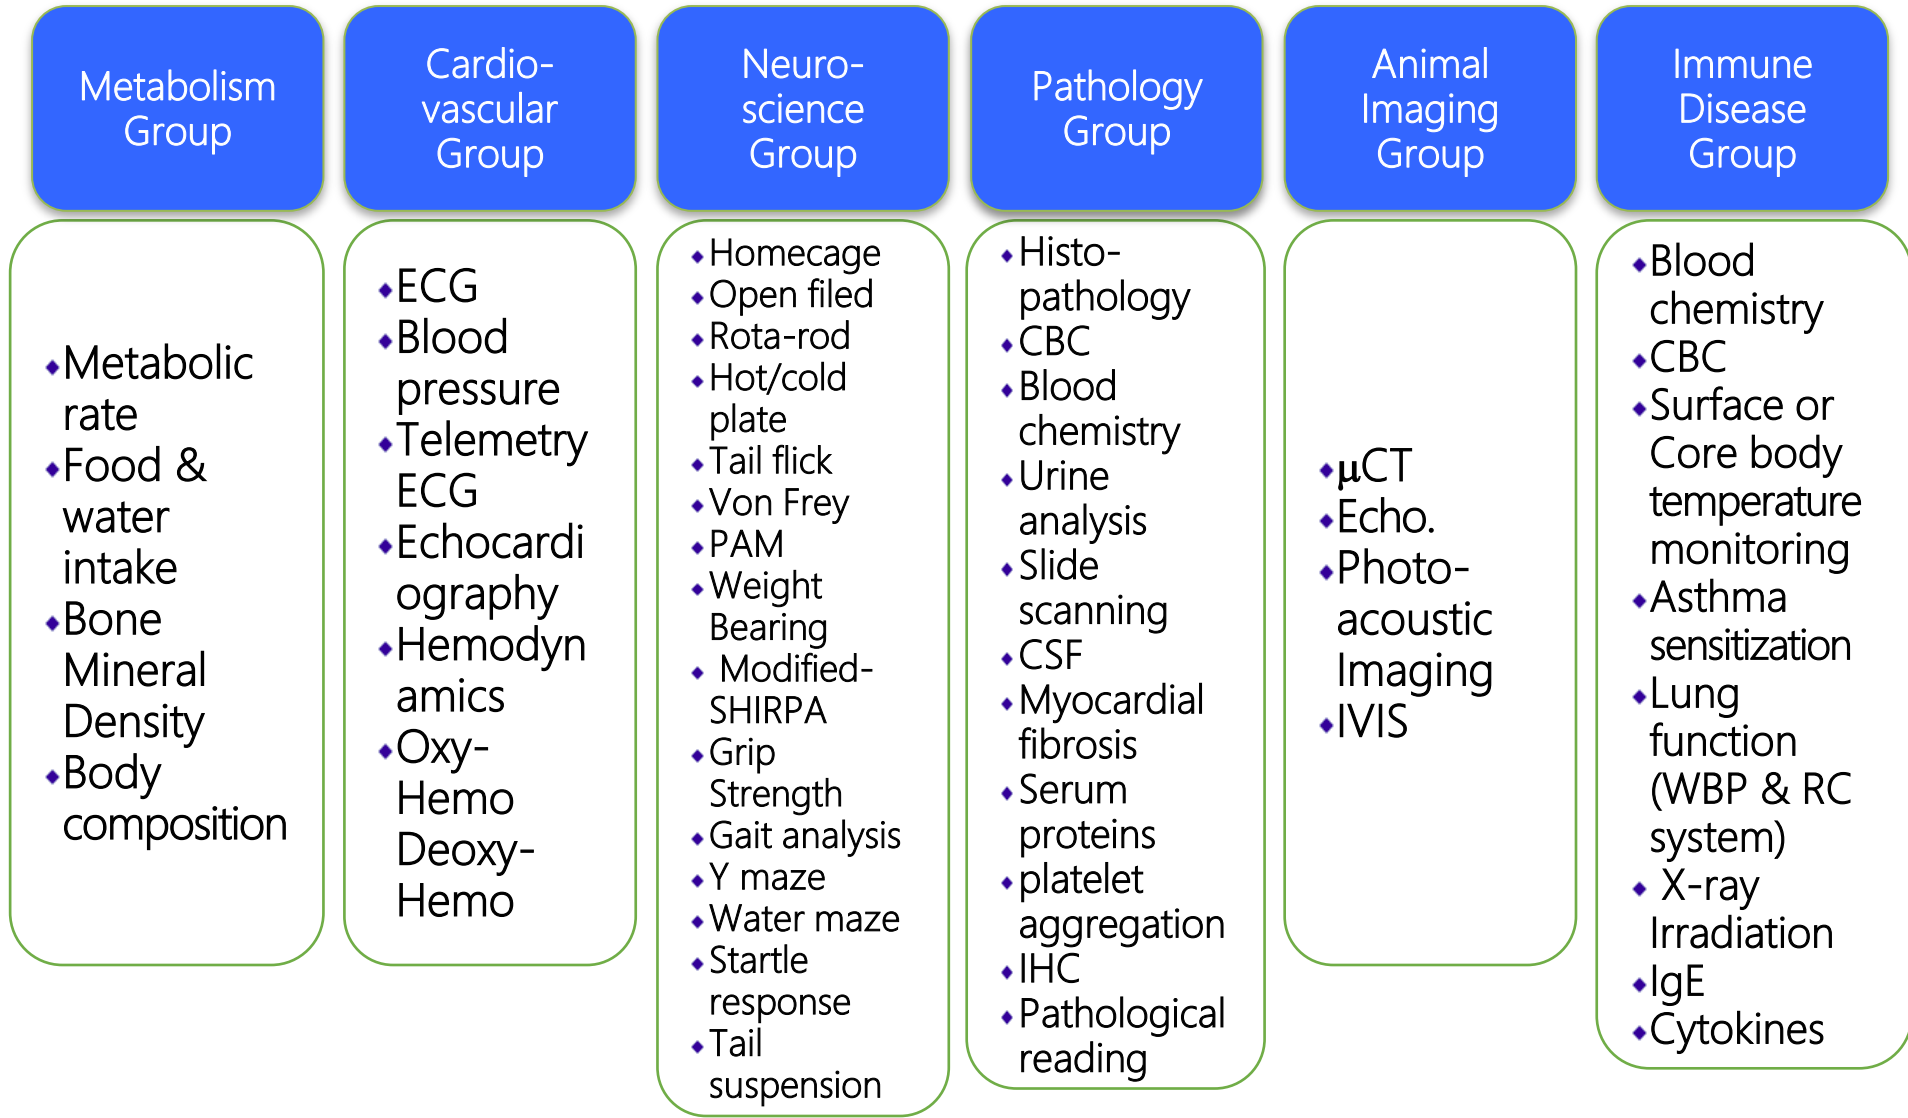 Metabolism
Group
Cardio-
vascular
Group
Neuro-
science
Group
Pathology
Group
Animal
Imaging
Group
Immune
Disease
Group
Metabolic
rate
Food &
water
intake
Bone
Mineral
Density
Body
composition
ECG
Blood
pressure
Telemetry
ECG
Echocardi
ography
Hemodyn
amics
Oxy-
Hemo
Deoxy-
Hemo
Homecage
Open filed
Rota-rod
Hot/cold
plate
Tail flick
Von Frey
PAM
Weight
Bearing
Modified-
SHIRPA
Grip
Strength
Gait analysis
Y maze
Water maze
Startle
response
Tail
suspension
Histo-
pathology
CBC
Blood
chemistry
Urine
analysis
Slide
scanning
CSF
Myocardial
fibrosis
Serum
proteins
platelet
aggregation
IHC
Pathological
reading
μCT
Echo.
Photo-
acoustic
Imaging
IVIS
Blood
chemistry
CBC
Surface or
Core body
temperature
monitoring
Asthma
sensitization
Lung
function
(WBP & RC
system)
X-ray
Irradiation
IgE
Cytokines